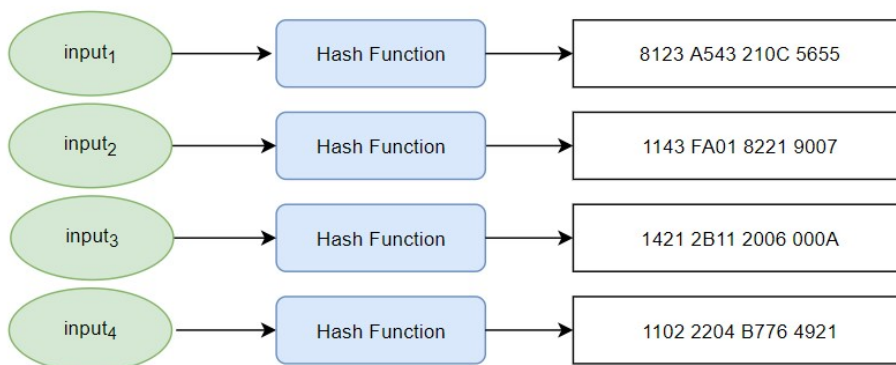 input₁ Hash Function 8123 A543 210C 5655
input₂ Hash Function 1143 FA01 8221 9007
input₃ Hash Function 1421 2B11 2006 000A
input₄ Hash Function 1102 2204 B776 4921